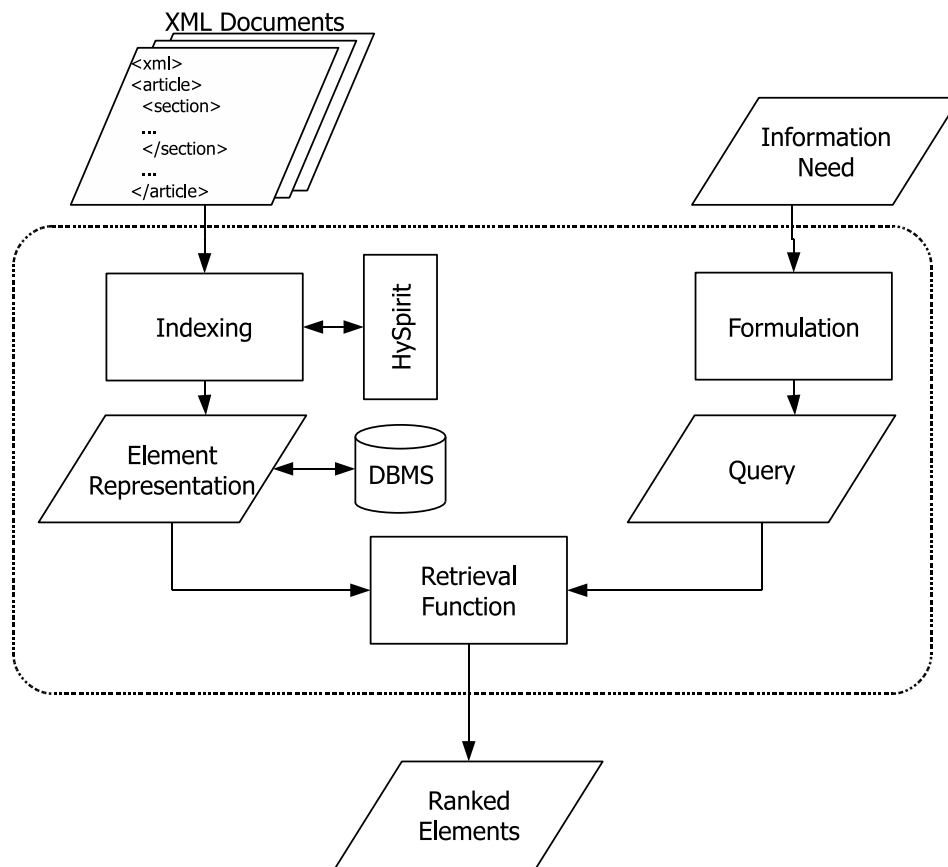 XML Documents
<xml>
<article>
<section>
...
</section>
...
</article>
Information
Need
Indexing
HySpirit
Formulation
Element
Representation
DBMS
Query
Retrieval
Function
Ranked
Elements